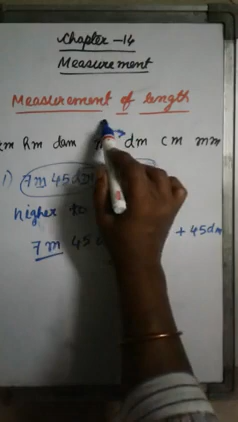 Chapter - 14
Measurement
Measurement of length
hm dam dm cm mm
1) 7m 45dm
higher to
7m 45 + 45dm